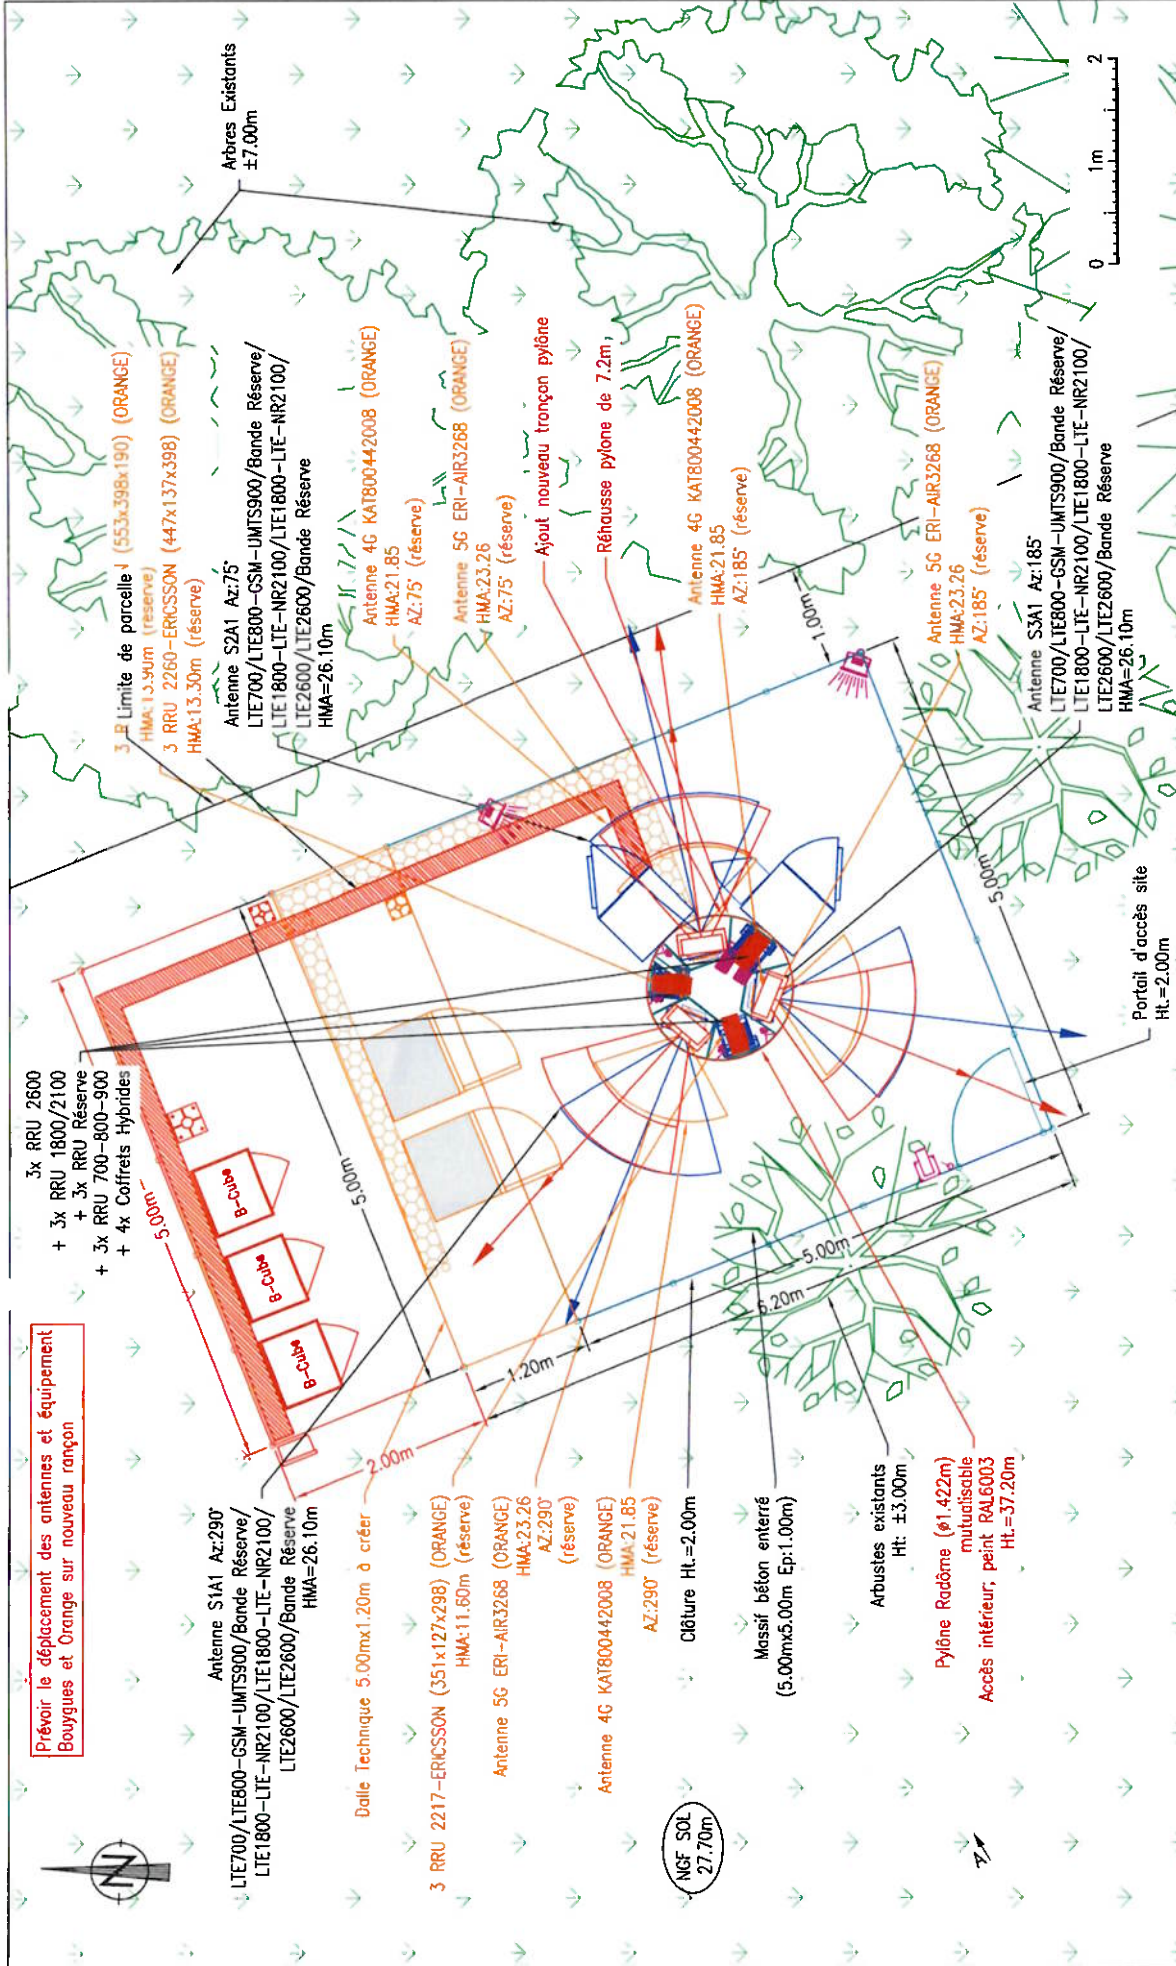 Prévoir le déplacement des antennes et équipement
Bouygues et Orange sur nouveau rançon
3x RRU 2600
+ 3x RRU 1800/2100
+ 3x RRU Réserve
+ 3x RRU 700-800-900
+ 4x Coffrets Hybrides
N
Antenne S1A1 Az:290°
LTE700/LTE800-GSM-UMTS900/Bande Réserve/
LTE1800-LTE-NR2100/LTE1800-LTE-NR2100/
LTE2600/LTE2600/Bande Réserve
HMA=26.10m
Dalle Technique 5.00mx1.20m à créer
3 RRU 2217-ERICSSON (351x127x298) (ORANGE)
HMA:11.60m (réserve)
Antenne 5G ERI-AIR3268 (ORANGE)
HMA:23.26
AZ:290°
(réserve)
Antenne 4G KAT800442008 (ORANGE)
HMA:21.85
AZ:290° (réserve)
Clôture Ht.=2.00m
Massif béton enterré
(5.00mx5.00m Ep:1.00m)
Arbustes existants
Ht: ±3.00m
Pylône Radôme (ø1.422m)
mutualisable
Accès intérieur; peint RAL6003
Ht.=37.20m
NGF SOL
27.70m
B-Cube
B-Cube
B-Cube
5.00m
5.00m
2.00m
1.20m
5.00m
6.20m
5.00m
1.00m
Limite de parcelle
3 R (553x398x190) (ORANGE)
HMA:13.90m (réserve)
3 RRU 2260-ERICSSON (447x137x398) (ORANGE)
HMA:13.30m (réserve)
Antenne S2A1 Az:75°
LTE700/LTE800-GSM-UMTS900/Bande Réserve/
LTE1800-LTE-NR2100/LTE1800-LTE-NR2100/
LTE2600/LTE2600/Bande Réserve
HMA=26.10m
Antenne 4G KAT800442008 (ORANGE)
HMA:21.85
AZ:75° (réserve)
Antenne 5G ERI-AIR3268 (ORANGE)
HMA:23.26
AZ:75° (réserve)
Ajout nouveau tronçon pylône
Réhausse pylone de 7.2m
Antenne 4G KAT800442008 (ORANGE)
HMA:21.85
AZ:185° (réserve)
Antenne 5G ERI-AIR3268 (ORANGE)
HMA:23.26
AZ:185° (réserve)
Antenne S3A1 Az:185°
LTE700/LTE800-GSM-UMTS900/Bande Réserve/
LTE1800-LTE-NR2100/LTE1800-LTE-NR2100/
LTE2600/LTE2600/Bande Réserve
HMA=26.10m
Portail d'accès site
Ht.=2.00m
Arbres Existants
±7.00m
0 1m 2